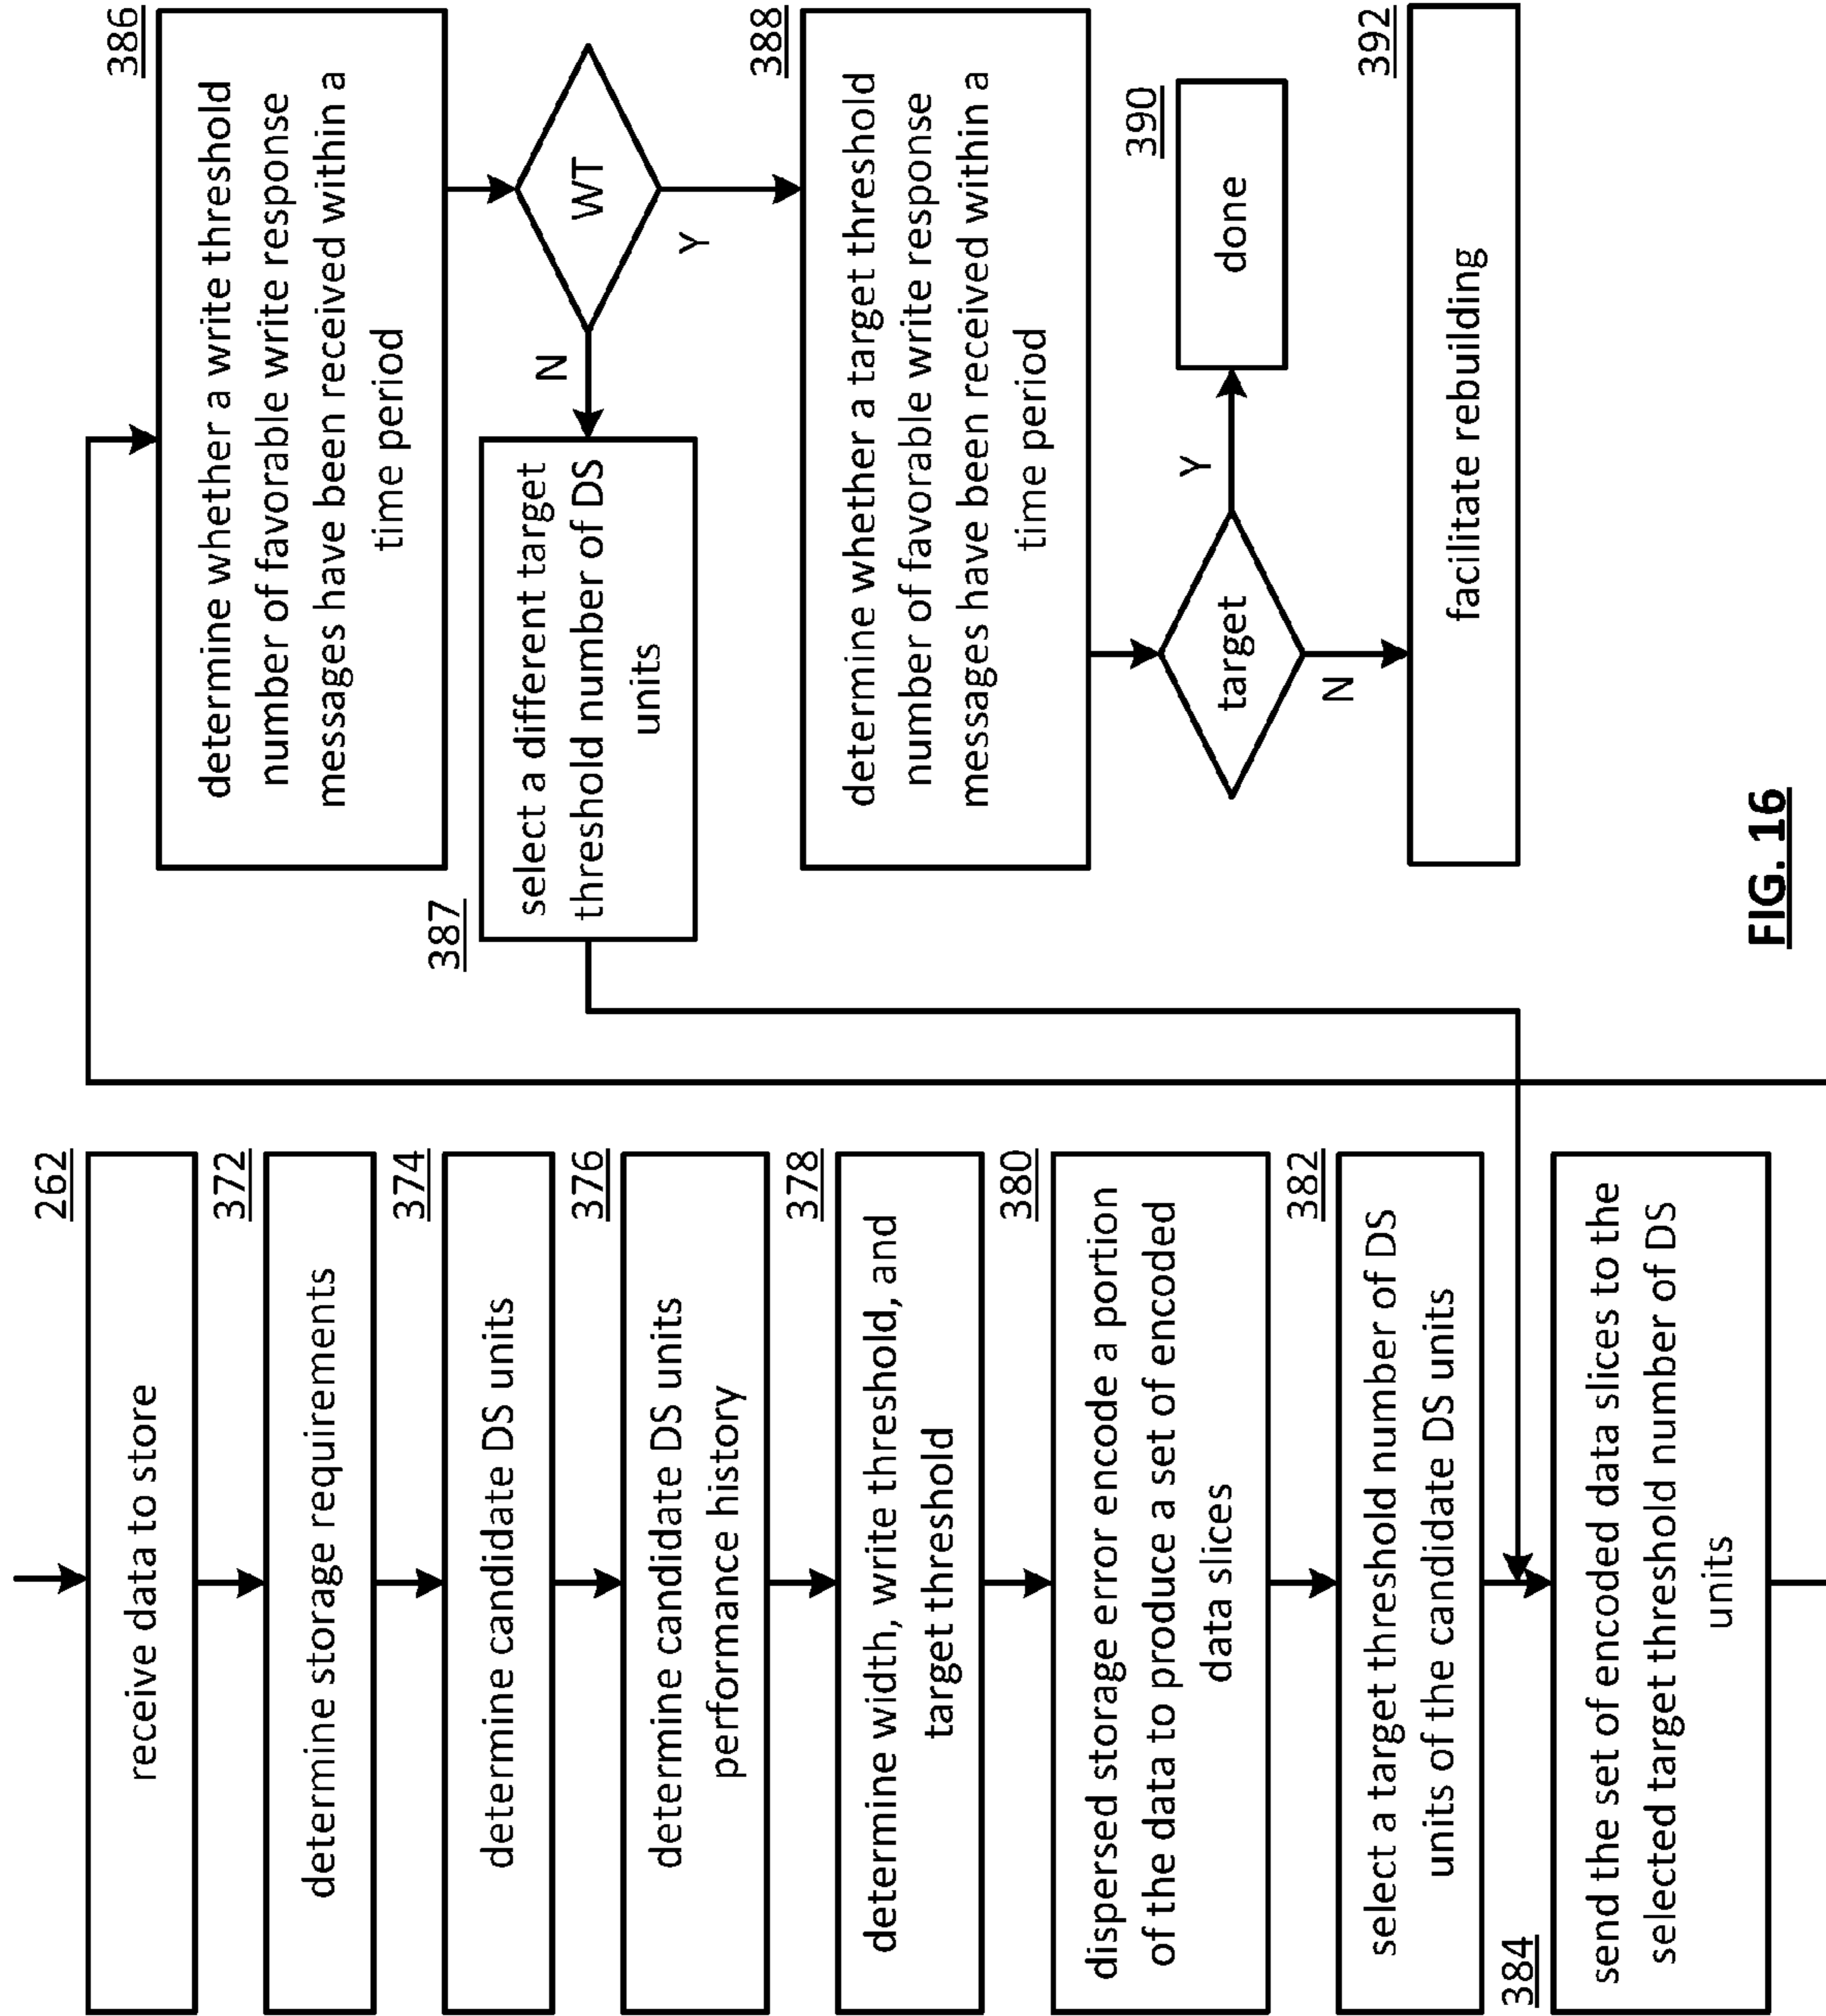 262
receive data to store
372
determine storage requirements
374
determine candidate DS units
376
determine candidate DS units
performance history
378
determine width, write threshold, and
target threshold
380
dispersed storage error encode a portion
of the data to produce a set of encoded
data slices
382
select a target threshold number of DS
units of the candidate DS units
384
send the set of encoded data slices to the
selected target threshold number of DS
units
386
determine whether a write threshold
number of favorable write response
messages have been received within a
time period
WT
N
Y
387
select a different target
threshold number of DS
units
388
determine whether a target threshold
number of favorable write response
messages have been received within a
time period
target
Y
N
390
done
392
facilitate rebuilding
FIG. 16